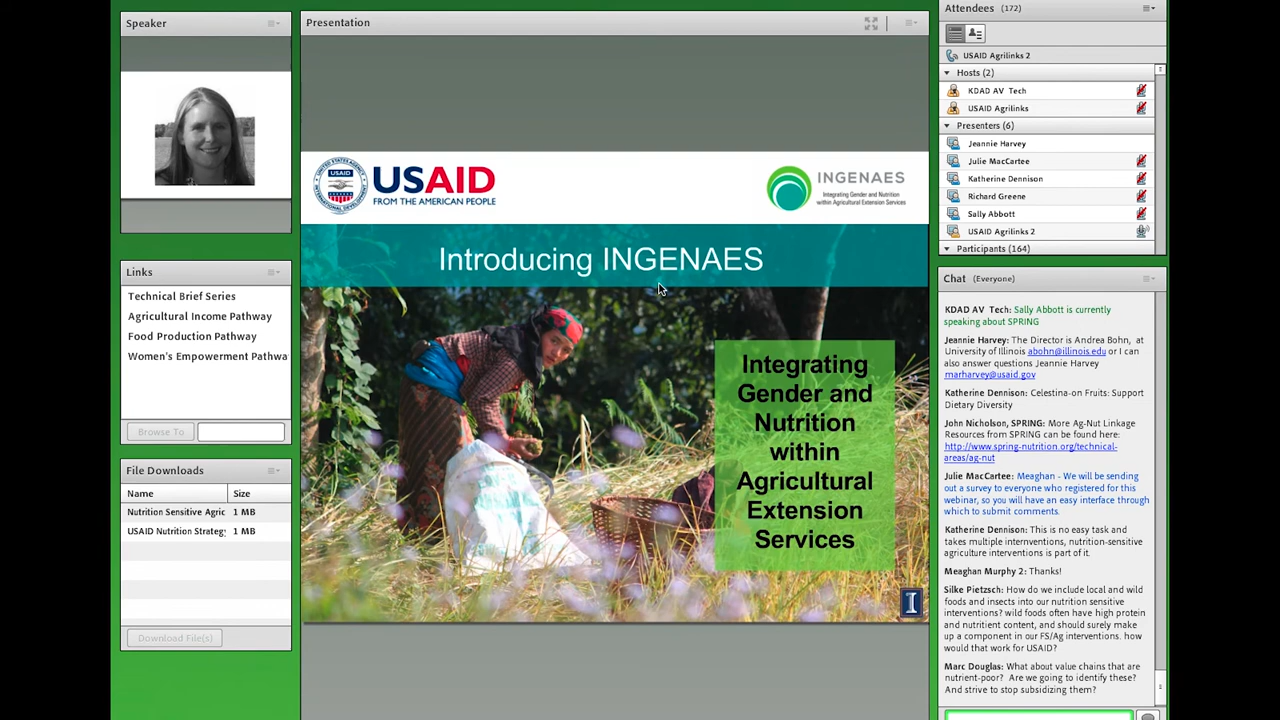 Speaker
Links
Technical Brief Series
Agricultural Income Pathway
Food Production Pathway
Women's Empowerment Pathwa
Browse To
File Downloads
Name Size
Nutrition Sensitive Agric 1 MB
USAID Nutrition Strateg 1 MB
Download File(s)
Presentation
USAID
FROM THE AMERICAN PEOPLE
INGENAES
Integrating Gender and Nutrition
within Agricultural Extension Services
Introducing INGENAES
Integrating
Gender and
Nutrition
within
Agricultural
Extension
Services
I
Attendees (172)
USAID Agrilinks 2
Hosts (2)
KDAD AV Tech
USAID Agrilinks
Presenters (6)
Jeannie Harvey
Julie MacCartee
Katherine Dennison
Richard Greene
Sally Abbott
USAID Agrilinks 2
Participants (164)
Chat (Everyone)
KDAD AV Tech: Sally Abbott is currently
speaking about SPRING
Jeannie Harvey: The Director is Andrea Bohn, at
University of Illinois abohn@illinois.edu or I can
also answer questions Jeannie Harvey
marharvey@usaid.gov
Katherine Dennison: Celestina-on Fruits: Support
Dietary Diversity
John Nicholson, SPRING: More Ag-Nut Linkage
Resources from SPRING can be found here:
http://www.spring-nutrition.org/technical-
areas/ag-nut
Julie MacCartee: Meaghan - We will be sending
out a survey to everyone who registered for this
webinar, so you will have an easy interface through
which to submit comments.
Katherine Dennison: This is no easy task and
takes multiple internventions, nutrition-sensitive
agriculture interventions is part of it.
Meaghan Murphy 2: Thanks!
Silke Pietzsch: How do we include local and wild
foods and insects into our nutrition sensitive
interventions? wild foods often have high protein
and nutrient content, and should surely make
up a component in our FS/Ag interventions. how
would that work for USAID?
Marc Douglas: What about value chains that are
nutrient-poor? Are we going to identify these?
And strive to stop subsidizing them?